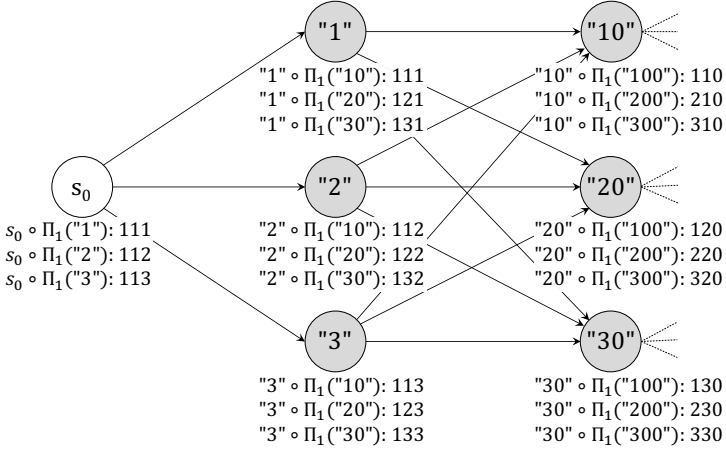 "1"
"1" ∘ Π₁("10"): 111
"1" ∘ Π₁("20"): 121
"1" ∘ Π₁("30"): 131
"10"
"10" ∘ Π₁("100"): 110
"10" ∘ Π₁("200"): 210
"10" ∘ Π₁("300"): 310
s₀
s₀ ∘ Π₁("1"): 111
s₀ ∘ Π₁("2"): 112
s₀ ∘ Π₁("3"): 113
"2"
"2" ∘ Π₁("10"): 112
"2" ∘ Π₁("20"): 122
"2" ∘ Π₁("30"): 132
"20"
"20" ∘ Π₁("100"): 120
"20" ∘ Π₁("200"): 220
"20" ∘ Π₁("300"): 320
"3"
"3" ∘ Π₁("10"): 113
"3" ∘ Π₁("20"): 123
"3" ∘ Π₁("30"): 133
"30"
"30" ∘ Π₁("100"): 130
"30" ∘ Π₁("200"): 230
"30" ∘ Π₁("300"): 330